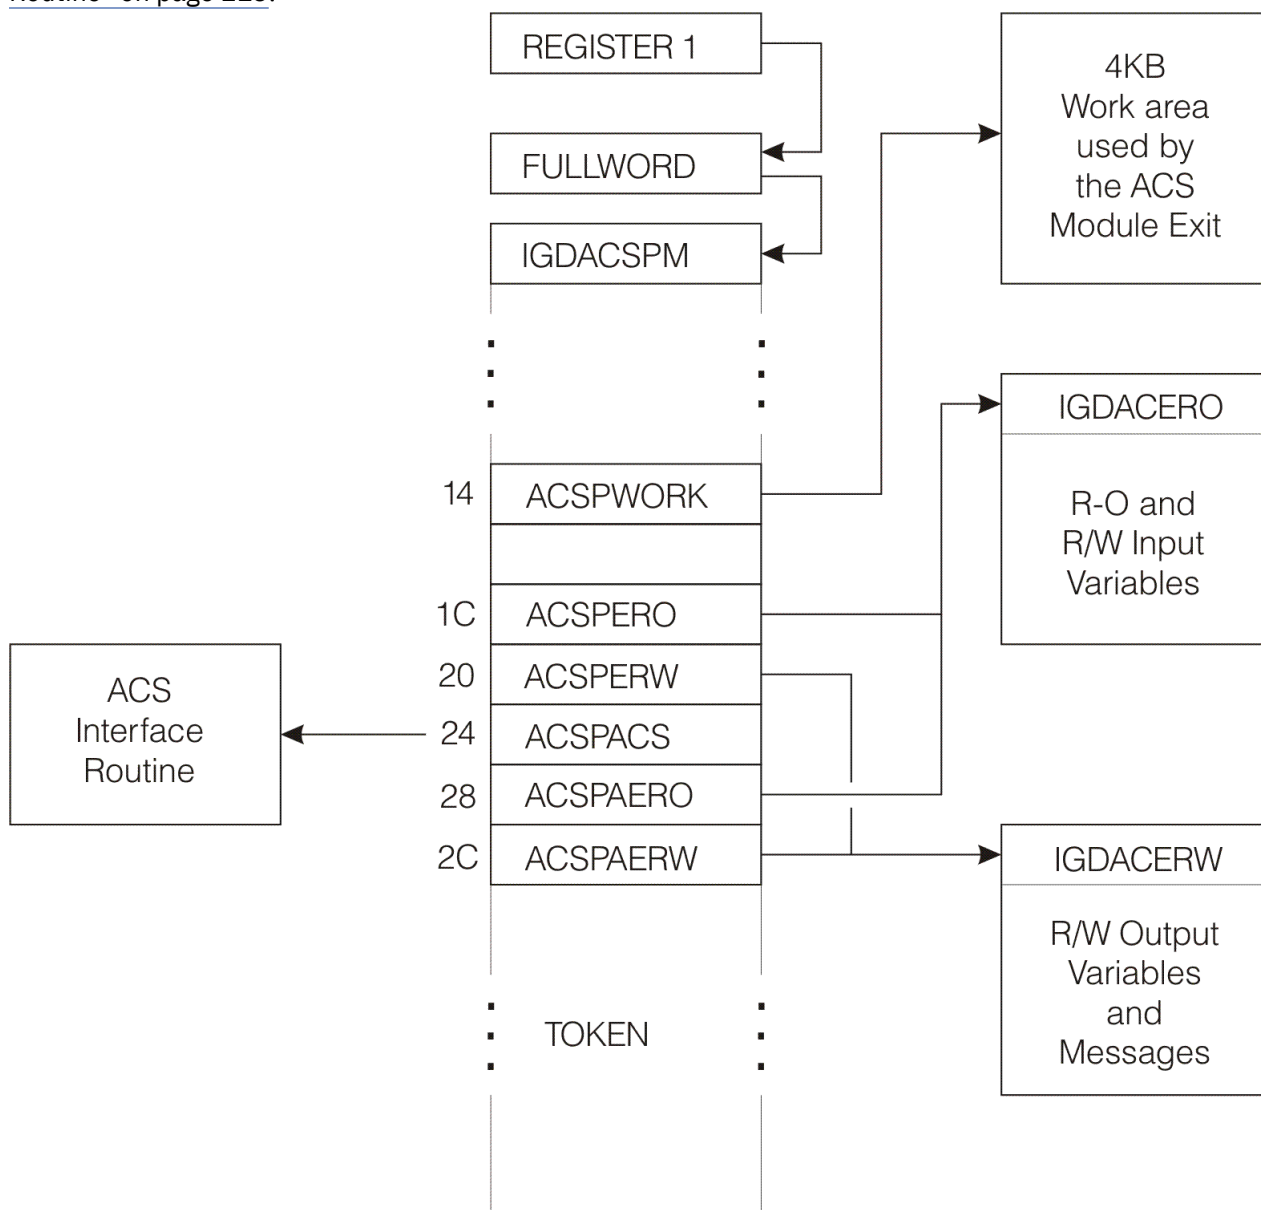 REGISTER 1
FULLWORD
IGDACSPM
4KB
Work area
used by
the ACS
Module Exit
14 ACSPWORK
1C ACSPERO
20 ACSPERW
24 ACSPACS
28 ACSPAERO
2C ACSPAERW
TOKEN
ACS
Interface
Routine
IGDACERO
R-O and
R/W Input
Variables
IGDACERW
R/W Output
Variables
and
Messages